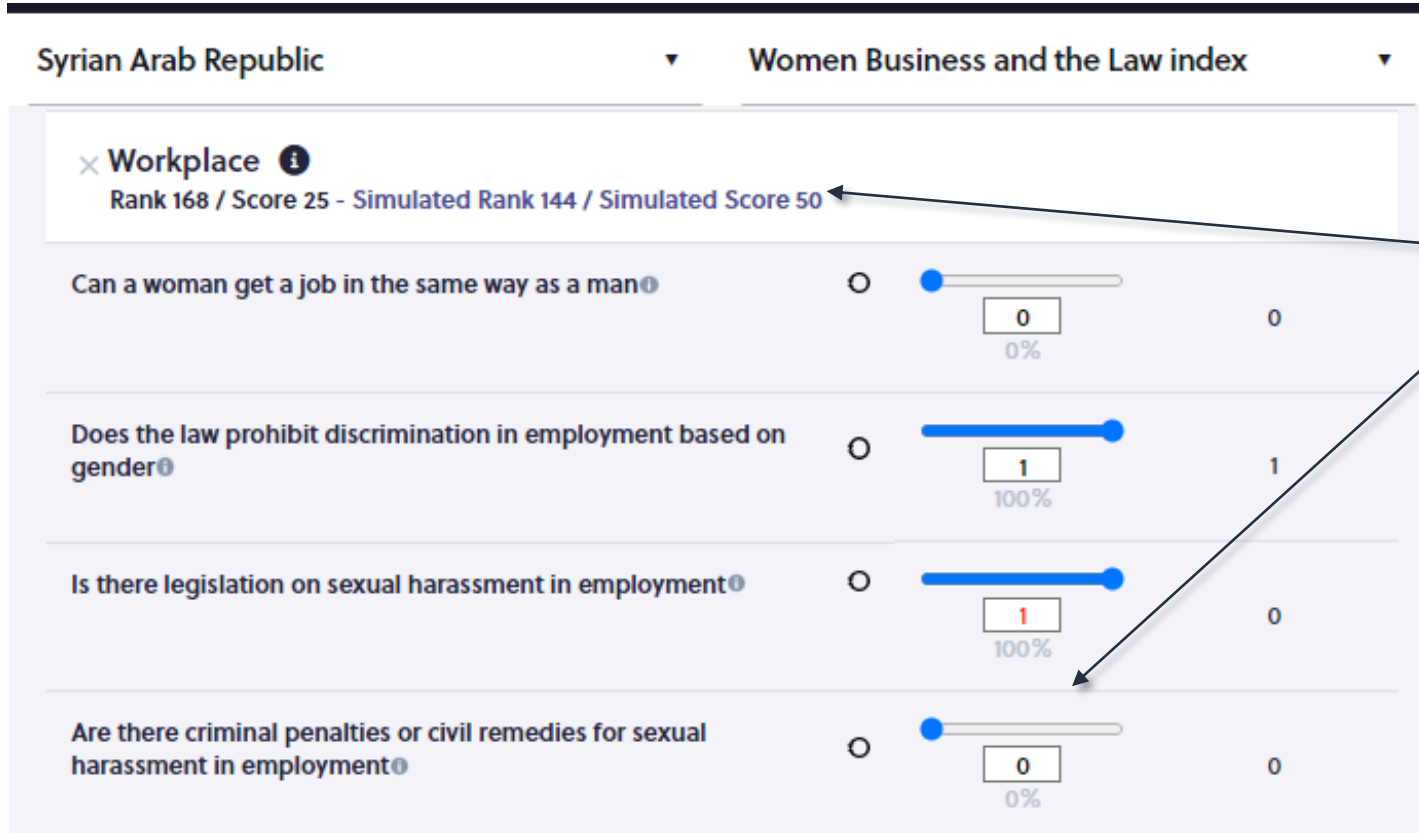 Syrian Arab Republic
Women Business and the Law index
Workplace
Rank 168 / Score 25 - Simulated Rank 144 / Simulated Score 50
Can a woman get a job in the same way as a man
0
0%
0
Does the law prohibit discrimination in employment based on
gender
1
100%
1
Is there legislation on sexual harassment in employment
1
100%
0
Are there criminal penalties or civil remedies for sexual
harassment in employment
0
0%
0